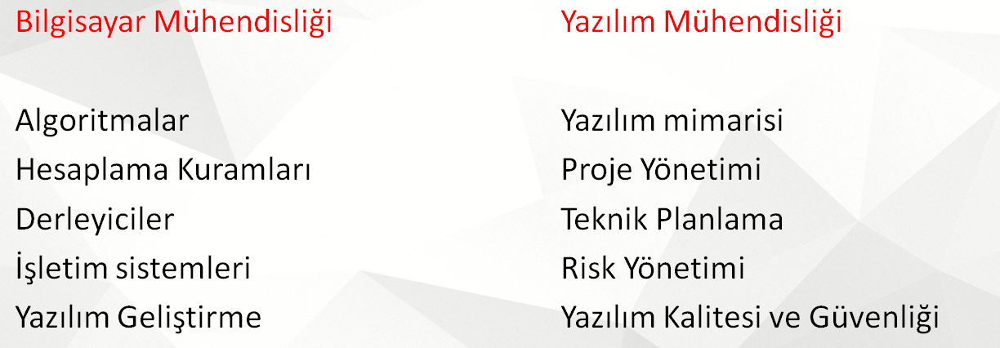 Bilgisayar Mühendisliği
Algoritmalar
Hesaplama Kuramları
Derleyiciler
İşletim sistemleri
Yazılım Geliştirme
Yazılım Mühendisliği
Yazılım mimarisi
Proje Yönetimi
Teknik Planlama
Risk Yönetimi
Yazılım Kalitesi ve Güvenliği